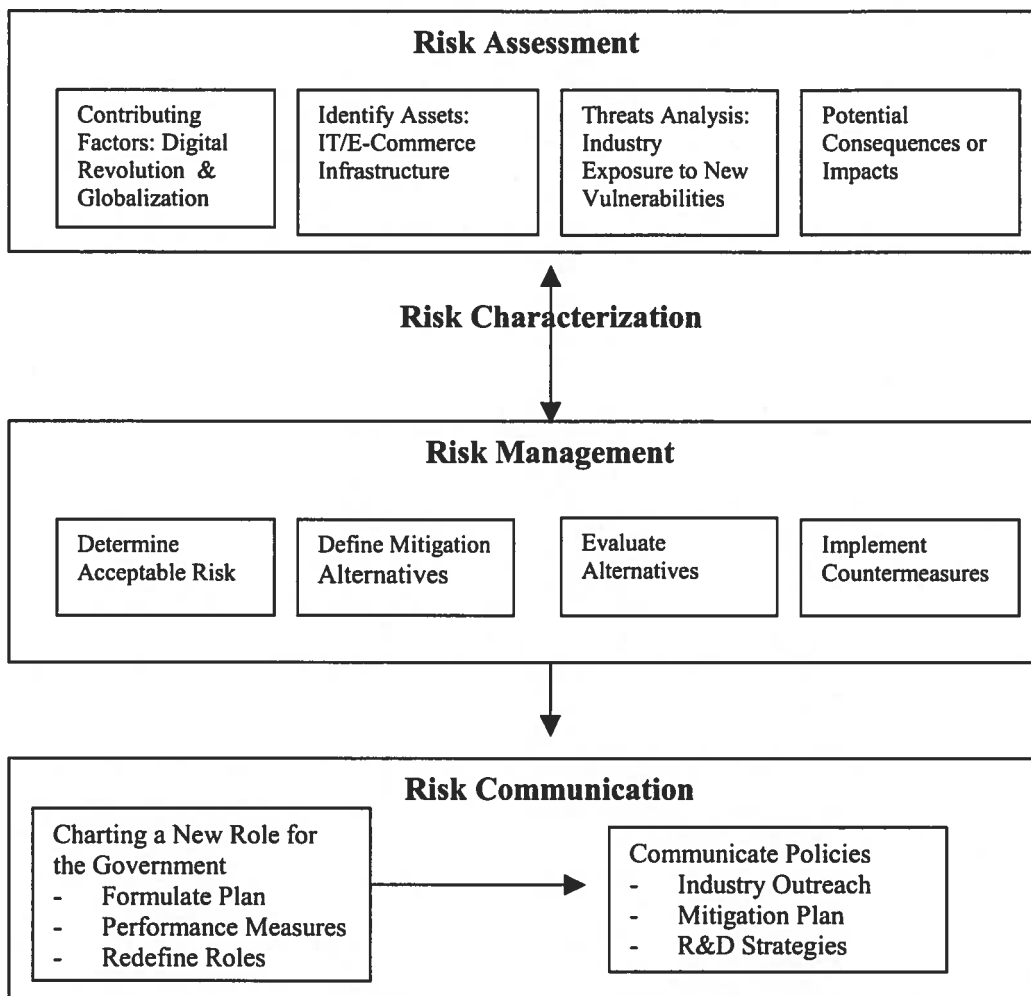 Risk Assessment
Contributing
Factors: Digital
Revolution &
Globalization
Identify Assets:
IT/E-Commerce
Infrastructure
Threats Analysis:
Industry
Exposure to New
Vulnerabilities
Potential
Consequences or
Impacts
Risk Characterization
Risk Management
Determine
Acceptable Risk
Define Mitigation
Alternatives
Evaluate
Alternatives
Implement
Countermeasures
Risk Communication
Charting a New Role for
the Government
- Formulate Plan
- Performance Measures
- Redefine Roles
Communicate Policies
- Industry Outreach
- Mitigation Plan
- R&D Strategies